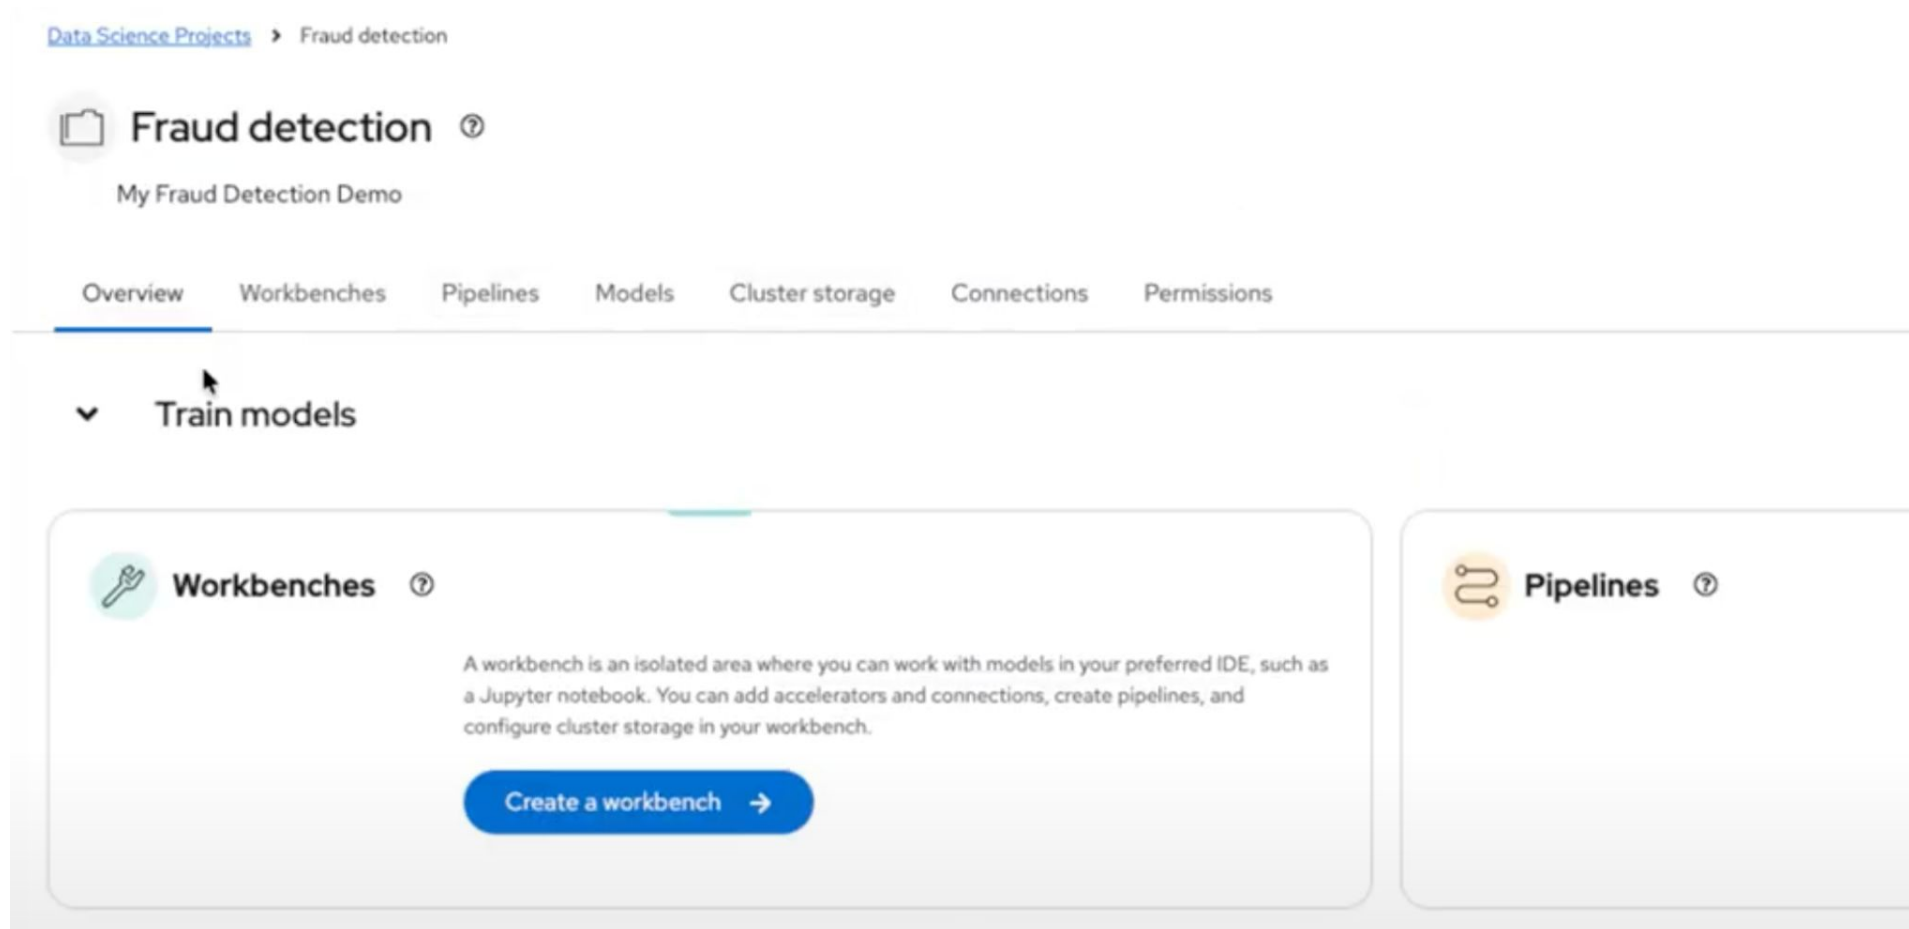 Data Science Projects > Fraud detection
Fraud detection
My Fraud Detection Demo
Overview Workbenches Pipelines Models Cluster storage Connections Permissions
Train models
Workbenches
A workbench is an isolated area where you can work with models in your preferred IDE, such as
a Jupyter notebook. You can add accelerators and connections, create pipelines, and
configure cluster storage in your workbench.
Create a workbench →
Pipelines